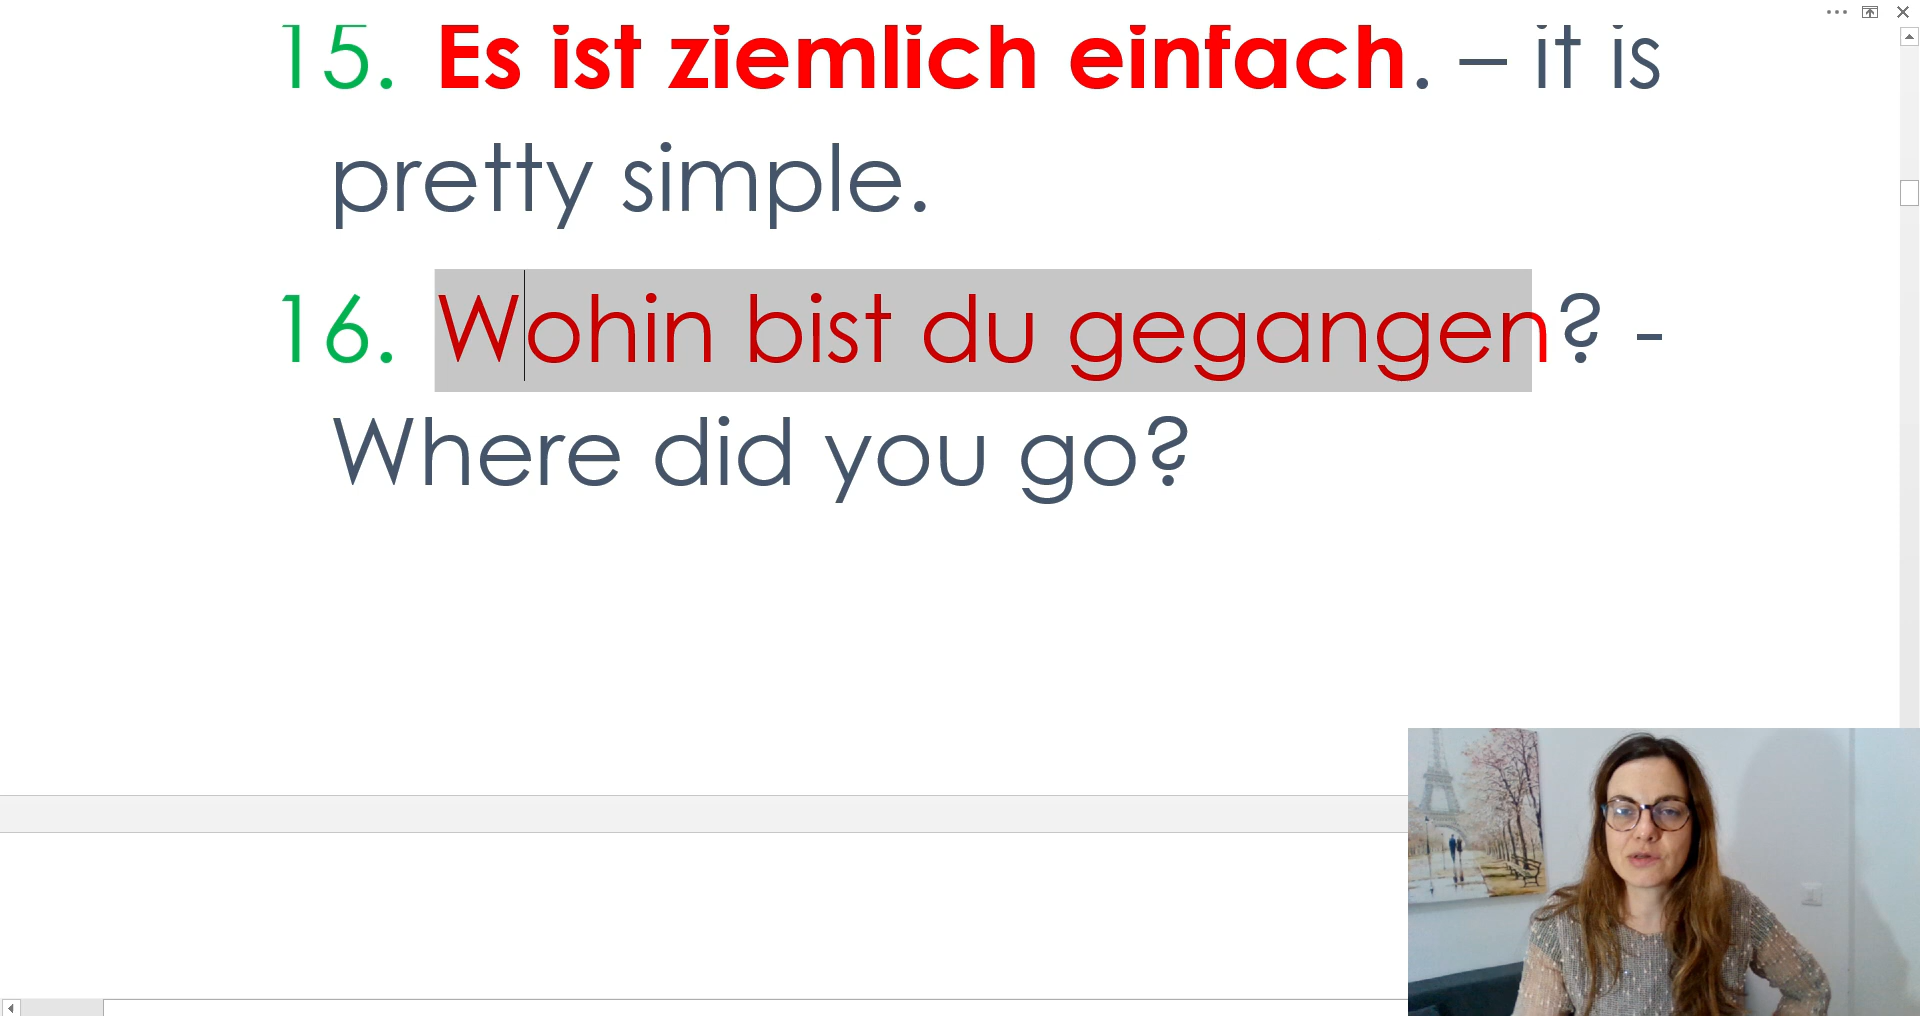 15. Es ist ziemlich einfach. – it is
pretty simple.
16. Wohin bist du gegangen? -
Where did you go?